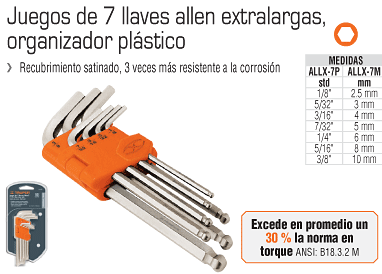 Juegos de 7 llaves allen extralargas,
organizador plástico
❯ Recubrimiento satinado, 3 veces más resistente a la corrosión
MEDIDAS
ALLX-7P ALLX-7M
std mm
1/8" 2.5 mm
5/32" 3 mm
3/16" 4 mm
7/32" 5 mm
1/4" 6 mm
5/16" 8 mm
3/8" 10 mm
Excede en promedio un
30 % la norma en
torque ANSI: B18.3.2 M